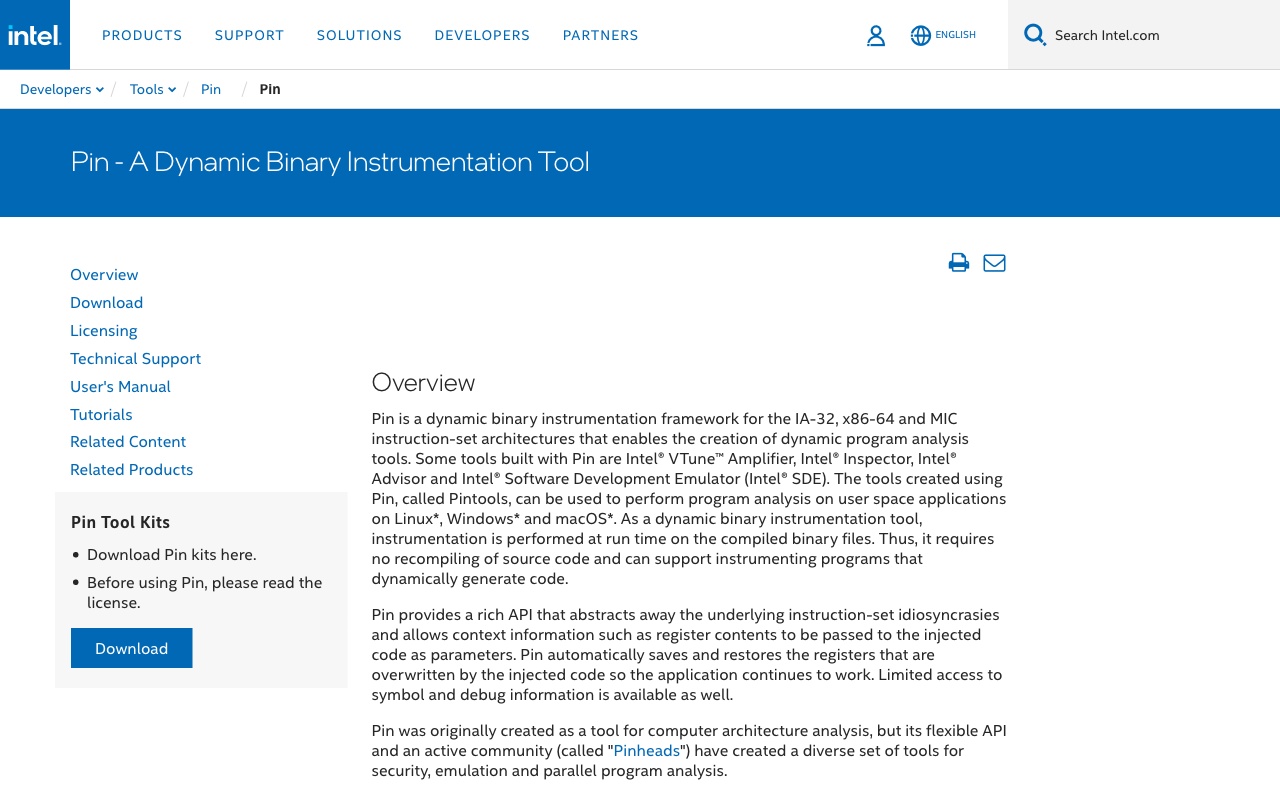 intel.
PRODUCTS
SUPPORT
SOLUTIONS
DEVELOPERS
PARTNERS
ENGLISH
Search Intel.com
Developers / Tools / Pin / Pin
Pin - A Dynamic Binary Instrumentation Tool
Overview
Download
Licensing
Technical Support
User's Manual
Tutorials
Related Content
Related Products
Pin Tool Kits
• Download Pin kits here.
• Before using Pin, please read the
license.
Download
Overview
Pin is a dynamic binary instrumentation framework for the IA-32, x86-64 and MIC
instruction-set architectures that enables the creation of dynamic program analysis
tools. Some tools built with Pin are Intel® VTune™ Amplifier, Intel® Inspector, Intel®
Advisor and Intel® Software Development Emulator (Intel® SDE). The tools created using
Pin, called Pintools, can be used to perform program analysis on user space applications
on Linux*, Windows* and macOS*. As a dynamic binary instrumentation tool,
instrumentation is performed at run time on the compiled binary files. Thus, it requires
no recompiling of source code and can support instrumenting programs that
dynamically generate code.
Pin provides a rich API that abstracts away the underlying instruction-set idiosyncrasies
and allows context information such as register contents to be passed to the injected
code as parameters. Pin automatically saves and restores the registers that are
overwritten by the injected code so the application continues to work. Limited access to
symbol and debug information is available as well.
Pin was originally created as a tool for computer architecture analysis, but its flexible API
and an active community (called "Pinheads") have created a diverse set of tools for
security, emulation and parallel program analysis.